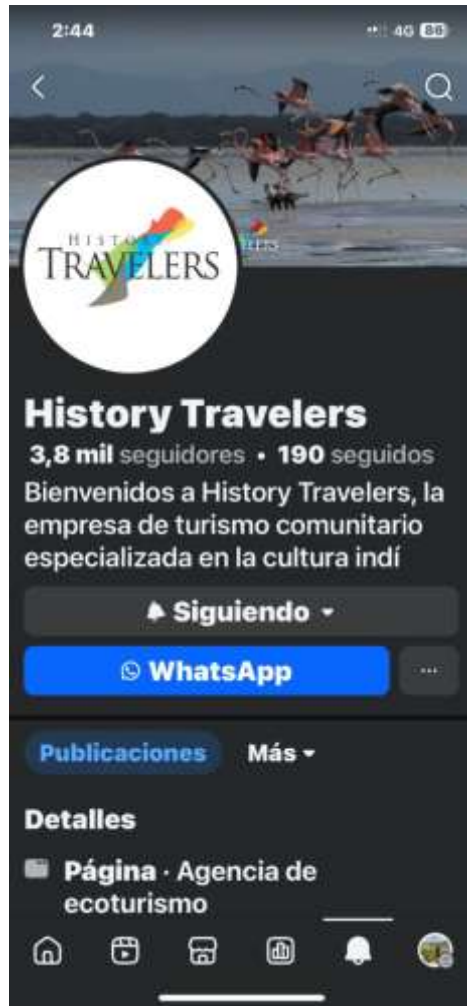 2:44
4G 86
HISTO
TRAVELERS
History Travelers
3,8 mil seguidores • 190 seguidos
Bienvenidos a History Travelers, la
empresa de turismo comunitario
especializada en la cultura indí
Siguiendo
WhatsApp
...
Publicaciones Más
Detalles
Página · Agencia de
ecoturismo